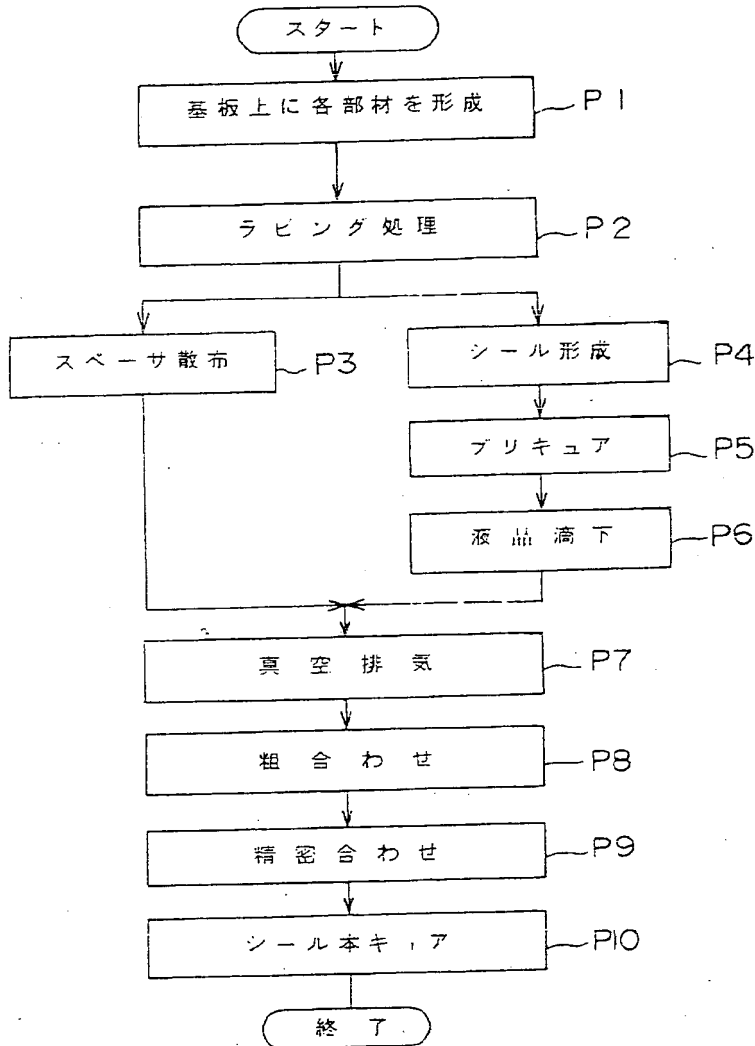 スタート
基板上に各部材を形成 P1
ラビング処理 P2
スペーサ散布 P3
シール形成 P4
プリキュア P5
液晶滴下 P6
真空排気 P7
粗合わせ P8
精密合わせ P9
シール本キュア P10
終了